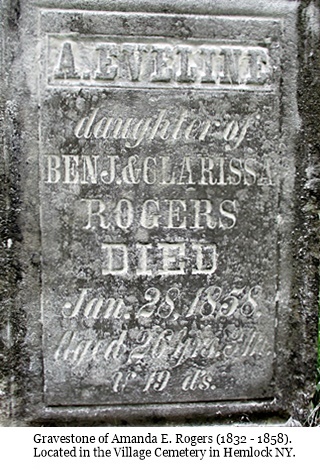 A. EVELINE
daughter of
BENJ. & CLARISSA
ROGERS
DIED
Jan. 28, 1858.
Aged 26 yrs.
& 19 ds.
Gravestone of Amanda E. Rogers (1832 - 1858).
Located in the Village Cemetery in Hemlock NY.